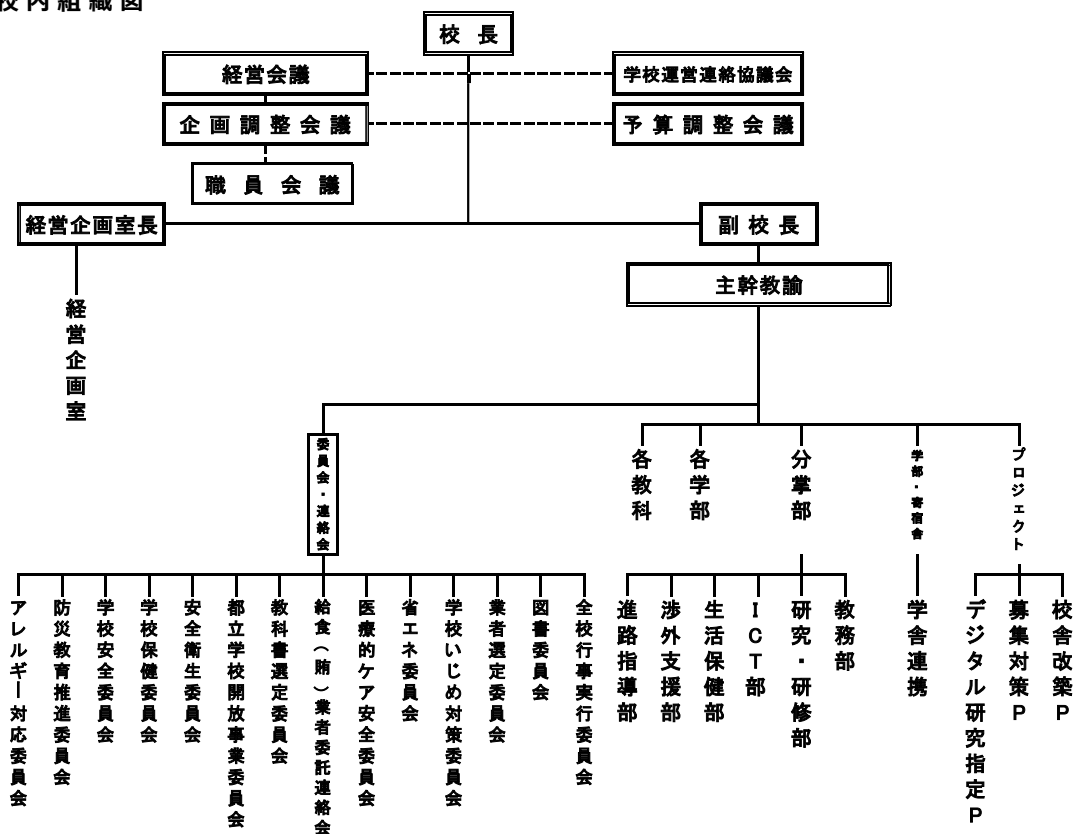 校内組織図
校長
経営会議
学校運営連絡協議会
企画調整会議
予算調整会議
職員会議
経営企画室長
副校長
主幹教諭
経営企画室
委員会・連絡会
各教科
各学部
分掌部
学部・寄宿舎
プロジェクト
アレルギー対応委員会
防災教育推進委員会
学校安全委員会
学校保健委員会
安全衛生委員会
都立学校開放事業委員会
教科書選定委員会
給食(賄)業者委託連絡会
医療的ケア安全委員会
省エネ委員会
学校いじめ対策委員会
業者選定委員会
図書委員会
全校行事実行委員会
進路指導部
渉外支援部
生活保健部
ICT部
研究・研修部
教務部
学舎連携
デジタル研究指定P
募集対策P
校舎改築P